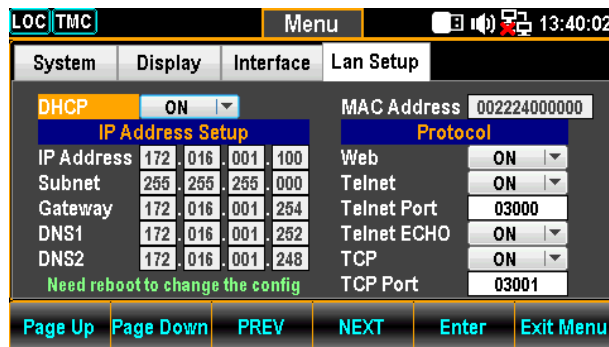 LOC TMC Menu 13:40:02
System Display Interface Lan Setup
DHCP ON MAC Address 002224000000
IP Address Setup Protocol
IP Address 172 . 016 . 001 . 100 Web ON
Subnet 255 . 255 . 255 . 000 Telnet ON
Gateway 172 . 016 . 001 . 254 Telnet Port 03000
DNS1 172 . 016 . 001 . 252 Telnet ECHO ON
DNS2 172 . 016 . 001 . 248 TCP ON
Need reboot to change the config TCP Port 03001
Page Up Page Down PREV NEXT Enter Exit Menu